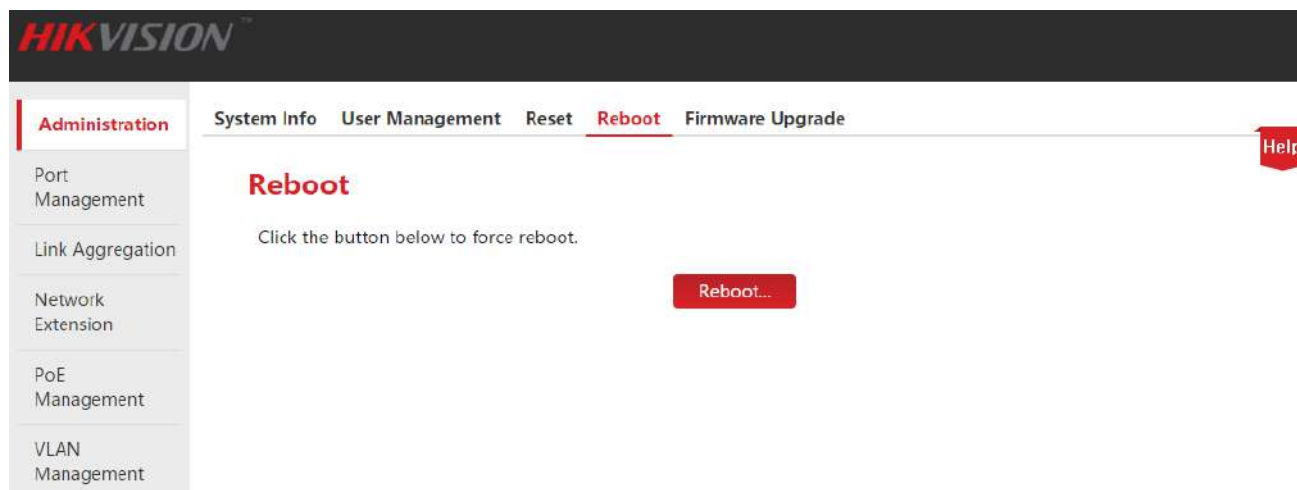 HIKVISION™
Administration
System Info User Management Reset Reboot Firmware Upgrade
Help
Port
Management
Link Aggregation
Network
Extension
PoE
Management
VLAN
Management
Reboot
Click the button below to force reboot.
Reboot...